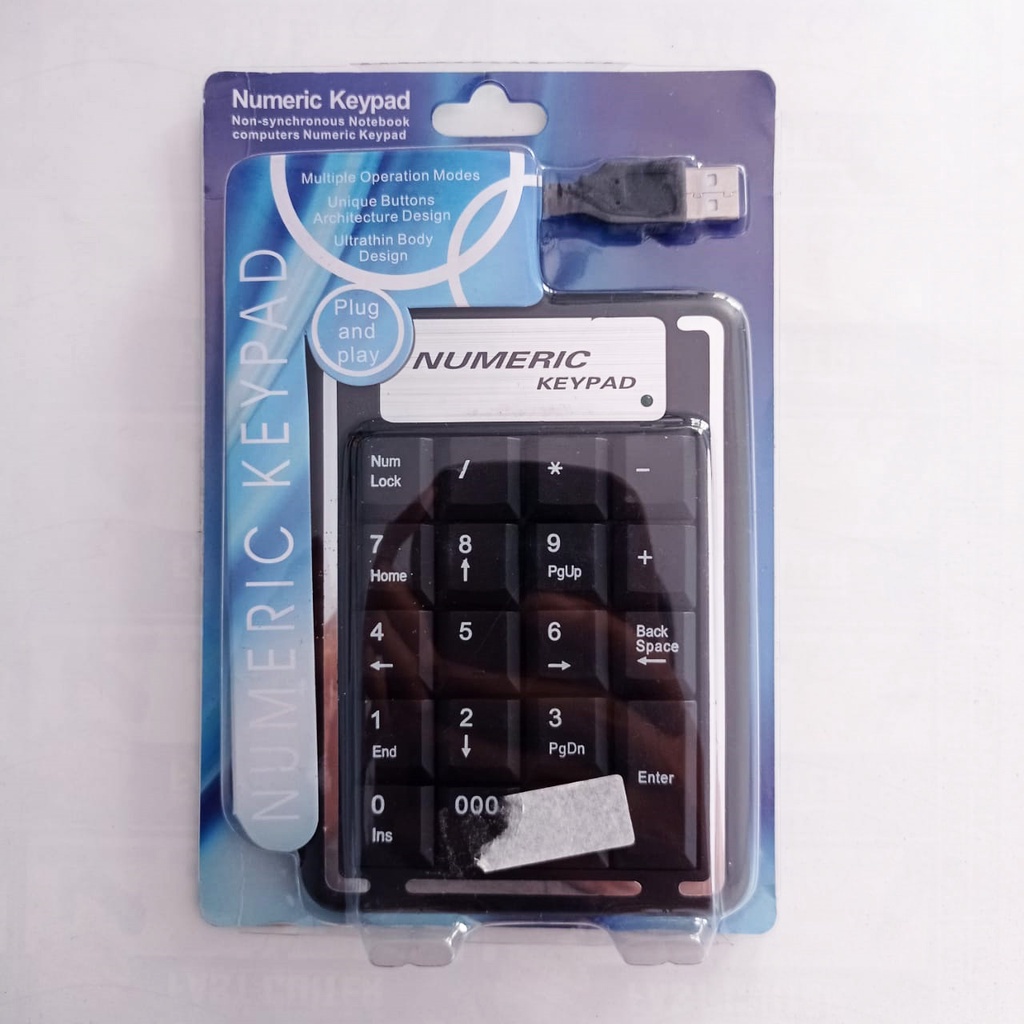 Numeric Keypad
Non-synchronous Notebook
computers Numeric Keypad
Multiple Operation Modes
Unique Buttons
Architecture Design
Ultrathin Body
Design
Plug
and
play
NUMERIC KEYPAD
NUMERIC
KEYPAD
Num
Lock
/
*
-
7
Home
8
↑
9
PgUp
+
4
←
5
6
→
Back
Space
←
1
End
2
↓
3
PgDn
Enter
0
Ins
000